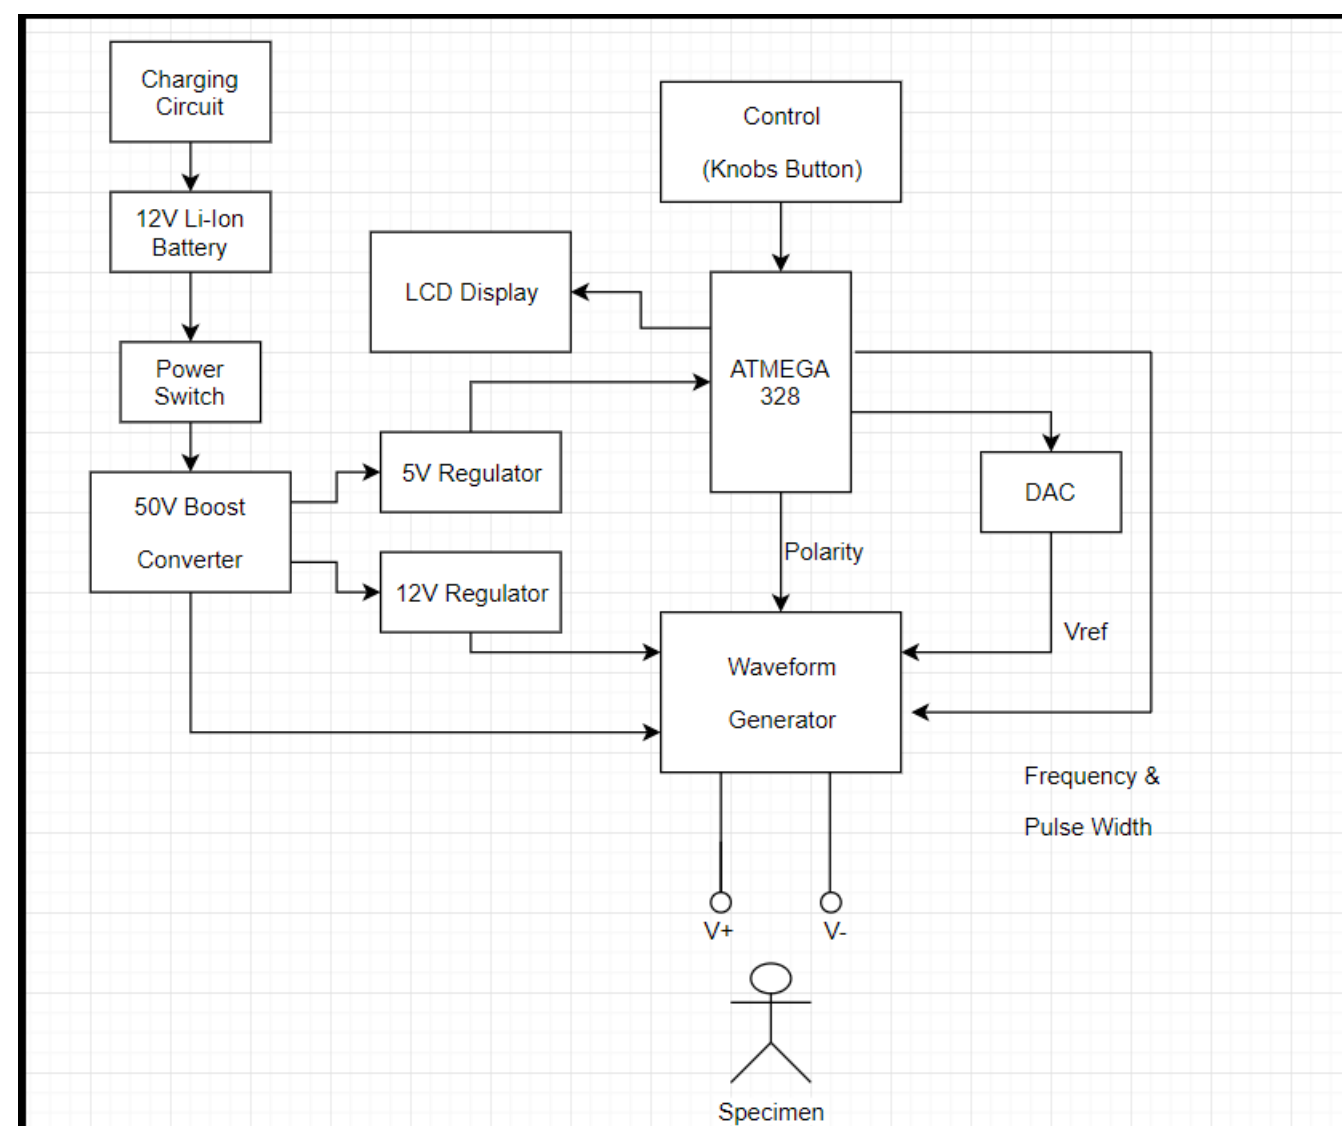 Charging
Circuit
Control
(Knobs Button)
12V Li-Ion
Battery
LCD Display
Power
Switch
ATMEGA
328
5V Regulator
DAC
50V Boost
Converter
Polarity
12V Regulator
Vref
Waveform
Generator
Frequency &
Pulse Width
V+
V-
Specimen